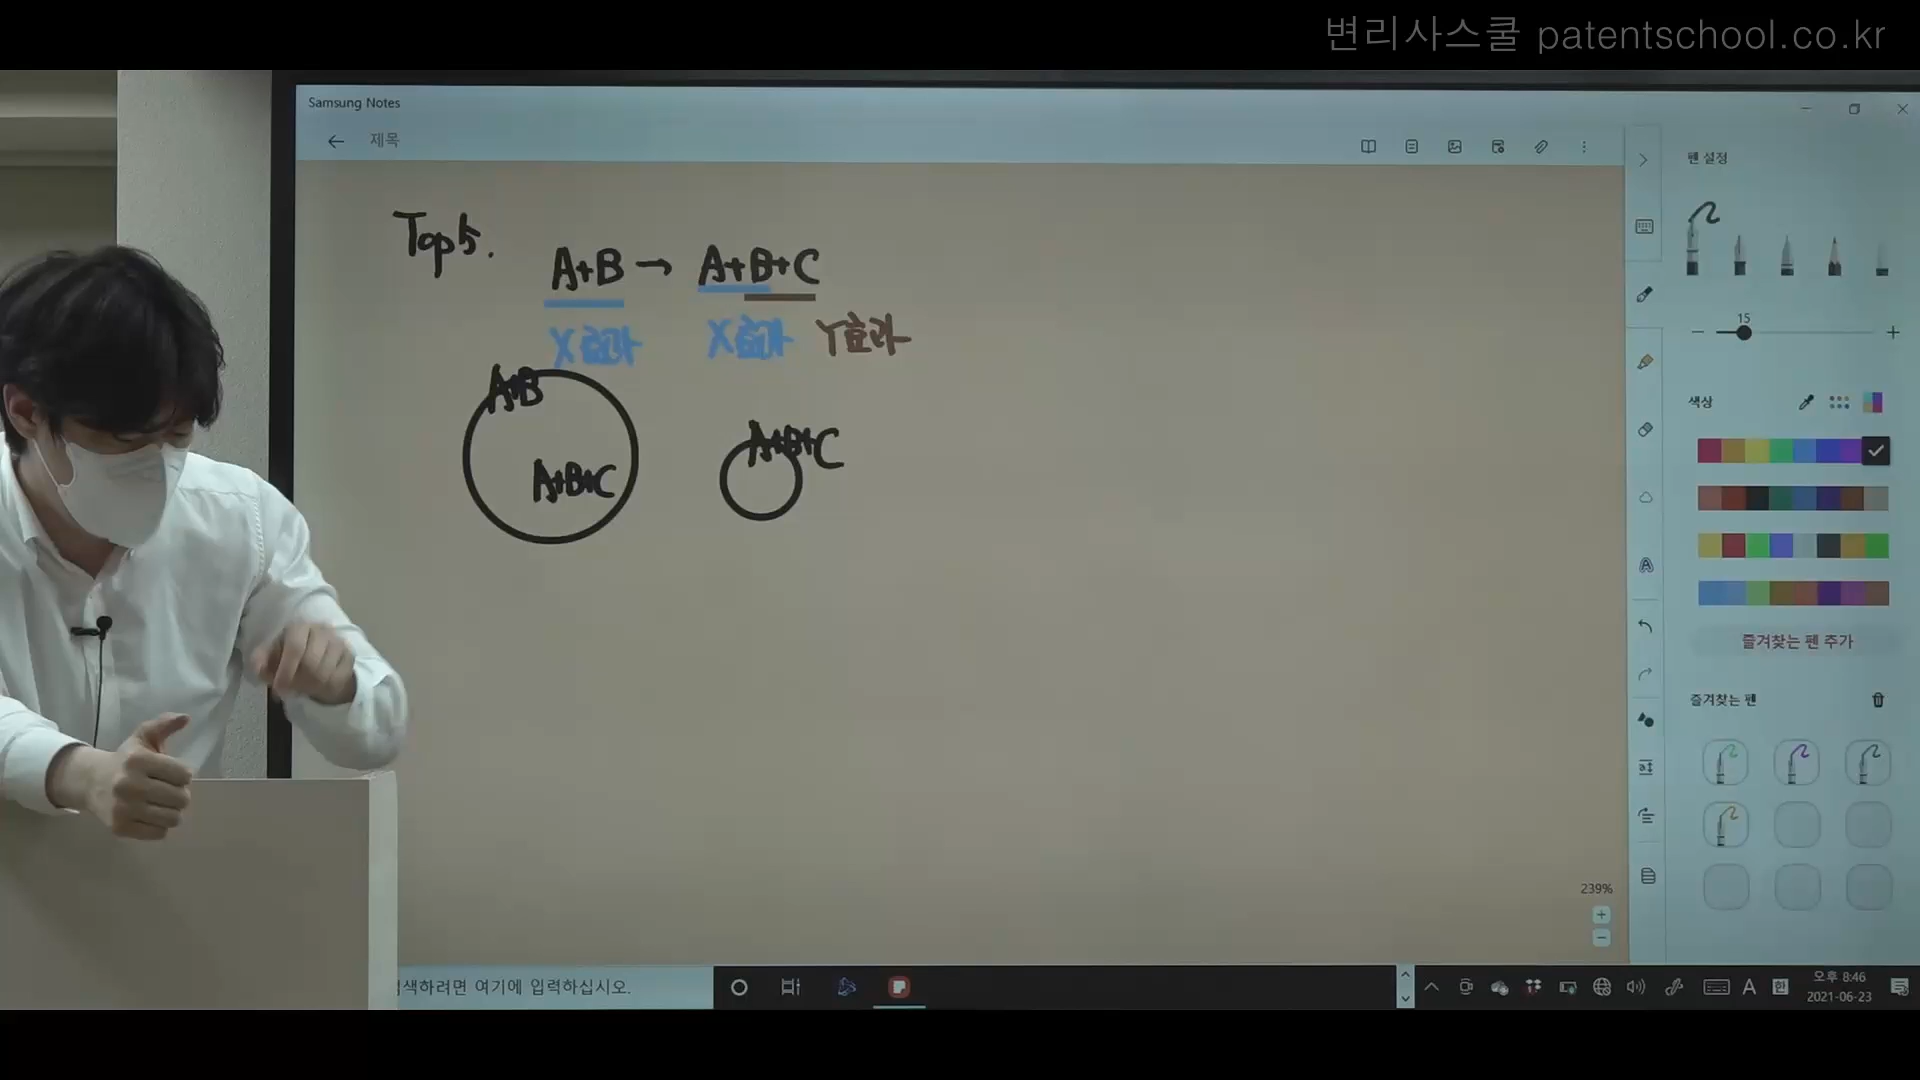 변리사스쿨 patentschool.co.kr
Samsung Notes
제목
펜 설정
Top 5.
A+B → A+B+C
X효과 X효과 Y효과
15
A+B
A+B+C
A+B+C
색상
즐겨찾는 펜 추가
즐겨찾는 펜
239%
색하려면 여기에 입력하십시오.
A 한
오후 8:46
2021-06-23